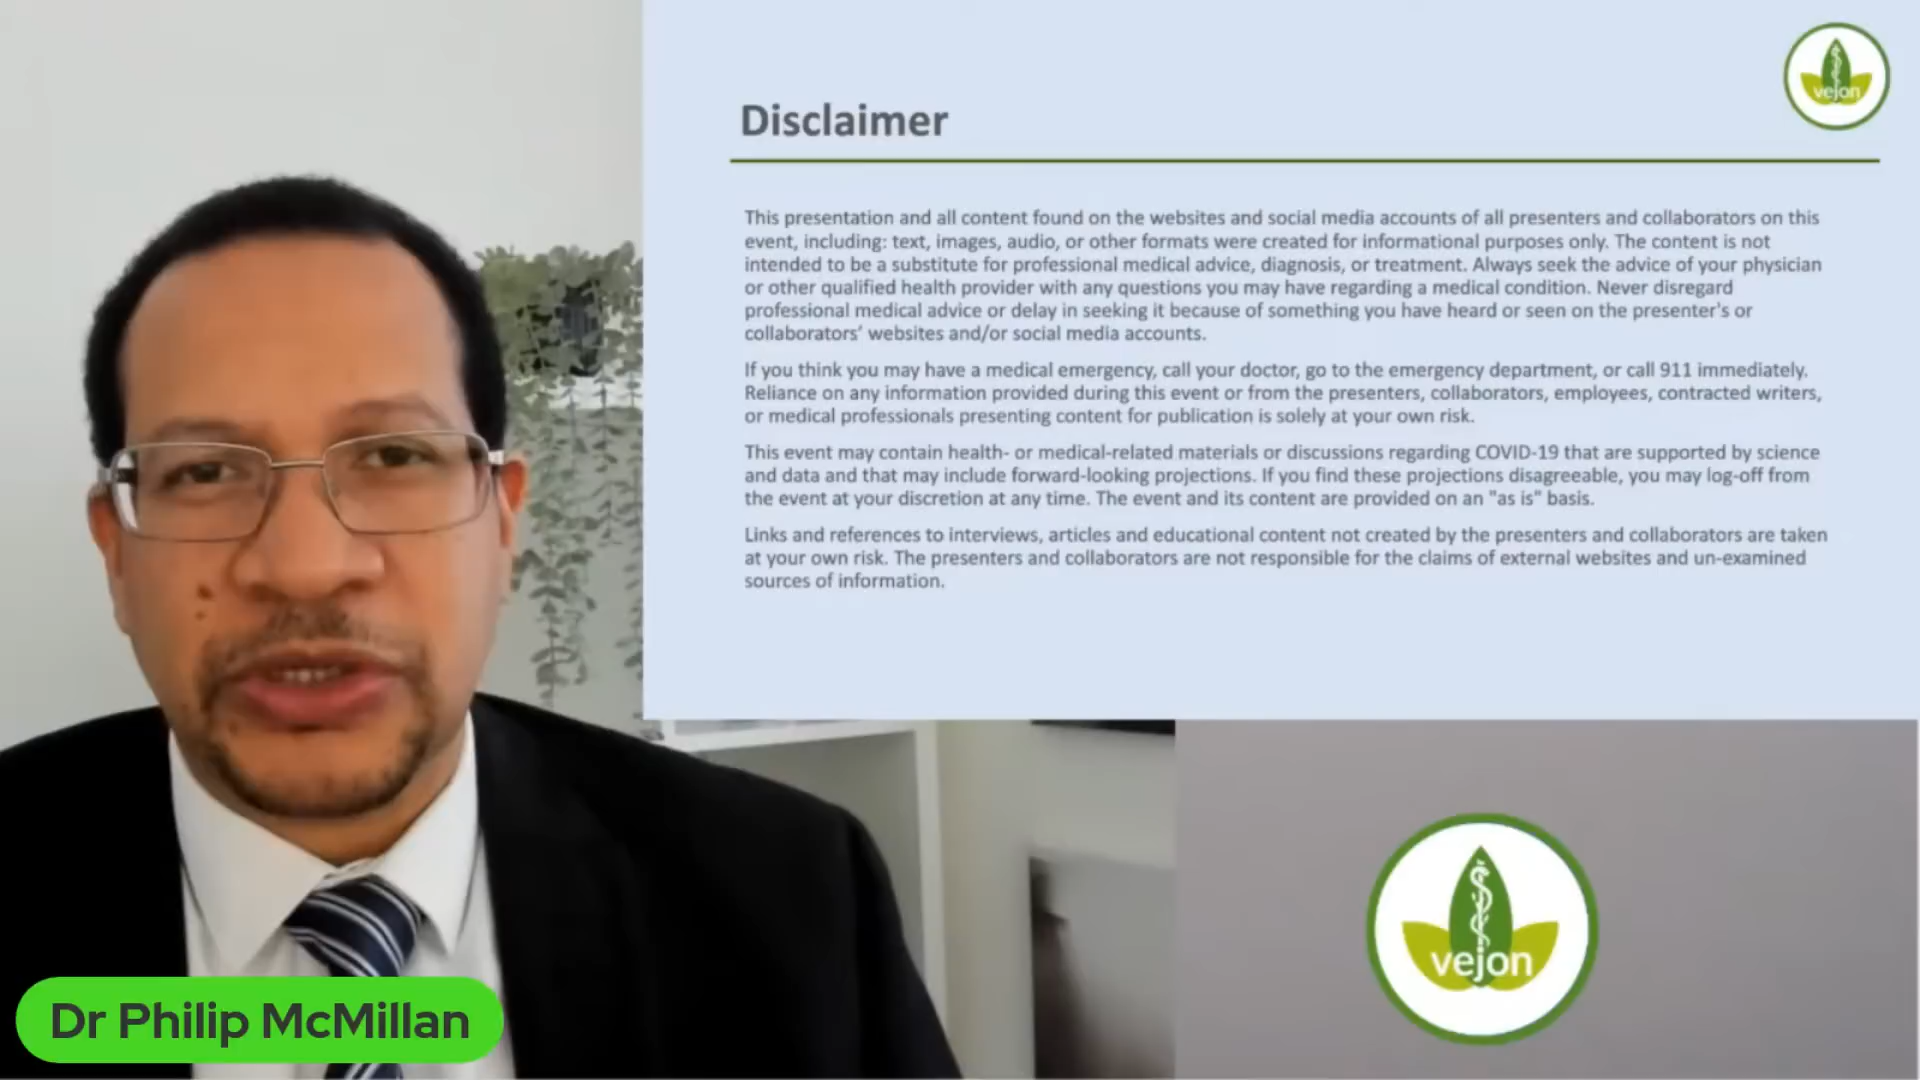 vejon
Disclaimer
This presentation and all content found on the websites and social media accounts of all presenters and collaborators on this
event, including: text, images, audio, or other formats were created for informational purposes only. The content is not
intended to be a substitute for professional medical advice, diagnosis, or treatment. Always seek the advice of your physician
or other qualified health provider with any questions you may have regarding a medical condition. Never disregard
professional medical advice or delay in seeking it because of something you have heard or seen on the presenter's or
collaborators' websites and/or social media accounts.
If you think you may have a medical emergency, call your doctor, go to the emergency department, or call 911 immediately.
Reliance on any information provided during this event or from the presenters, collaborators, employees, contracted writers,
or medical professionals presenting content for publication is solely at your own risk.
This event may contain health- or medical-related materials or discussions regarding COVID-19 that are supported by science
and data and that may include forward-looking projections. If you find these projections disagreeable, you may log-off from
the event at your discretion at any time. The event and its content are provided on an "as is" basis.
Links and references to interviews, articles and educational content not created by the presenters and collaborators are taken
at your own risk. The presenters and collaborators are not responsible for the claims of external websites and un-examined
sources of information.
vejon
Dr Philip McMillan